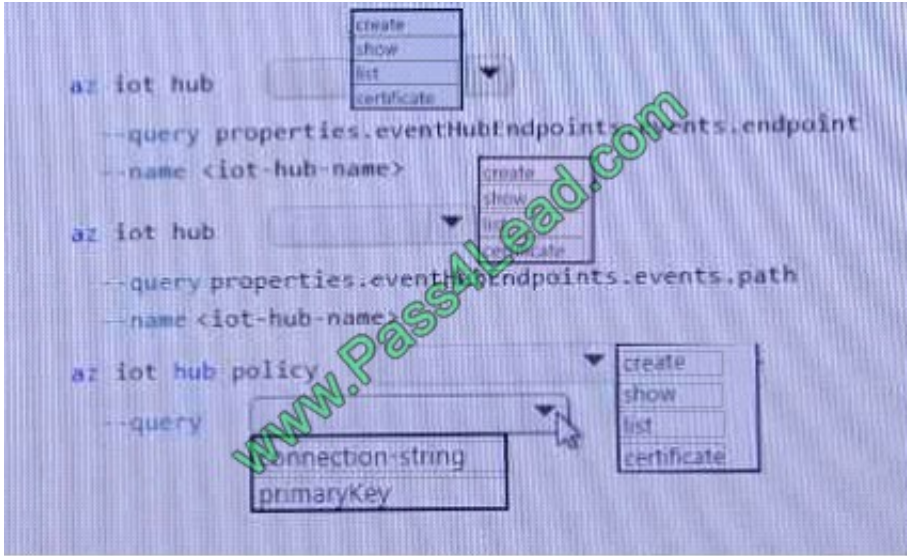 create
show
list
az iot hub
certificate
--query properties.eventHubEndpoints.events.endpoint
--name <iot-hub-name>
create
show
list
az iot hub
certificate
--query properties.eventHubEndpoints.events.path
--name <iot-hub-name>
az iot hub policy
create
show
list
certificate
--query
connection-string
primaryKey
www.Pass4Lead.com